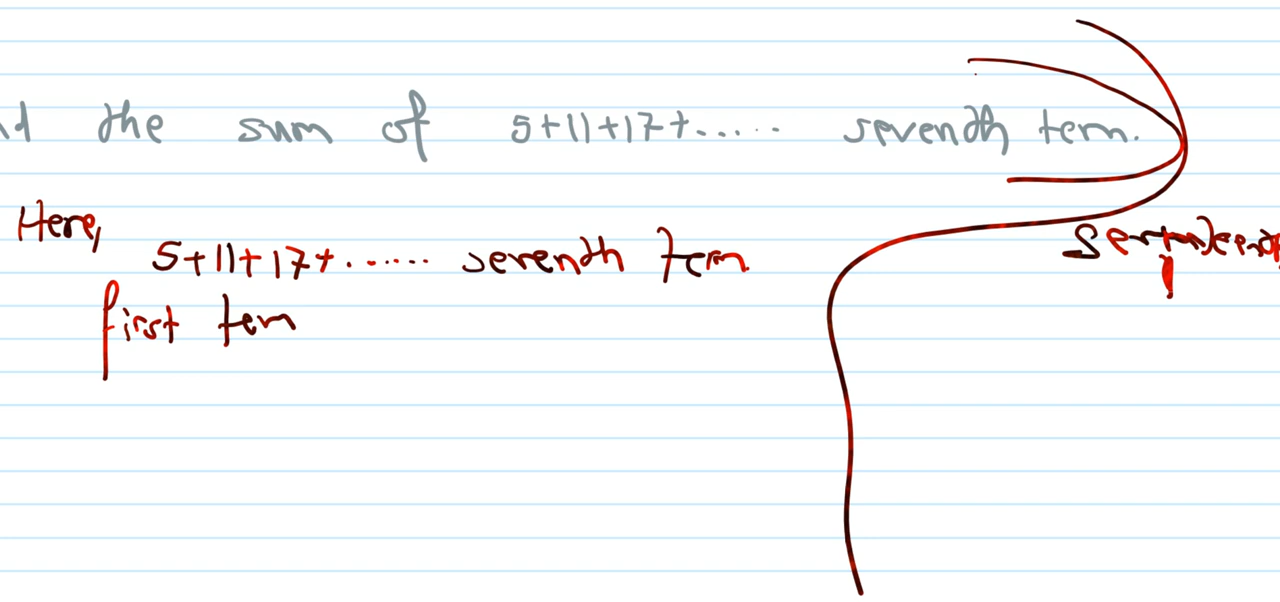 the sum of 5+11+17+..... seventh term.
Here,
5+11+17+...... seventh term
first term